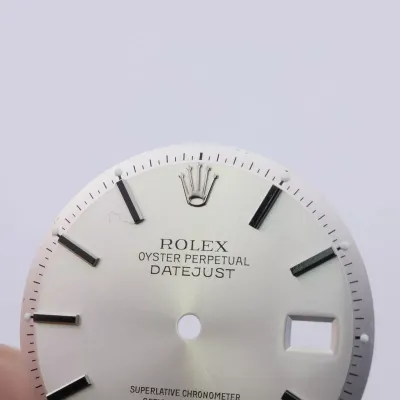 ROLEX
OYSTER PERPETUAL
DATEJUST
SUPERLATIVE CHRONOMETER